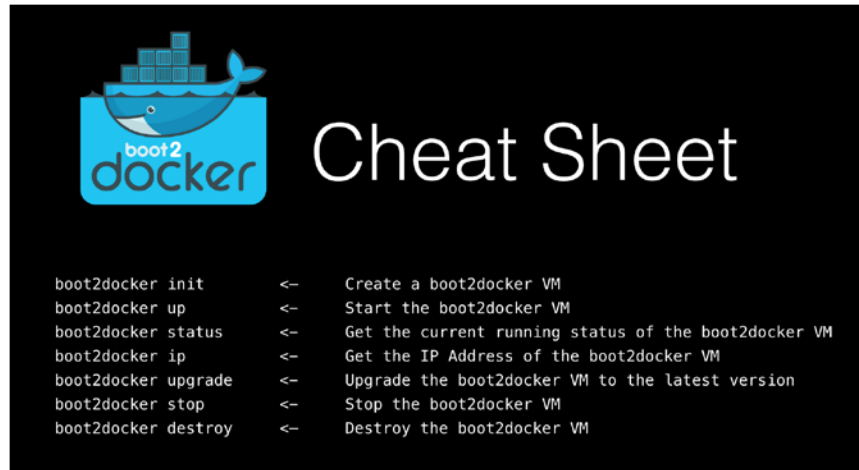 boot2
docker
Cheat Sheet
boot2docker init <- Create a boot2docker VM
boot2docker up <- Start the boot2docker VM
boot2docker status <- Get the current running status of the boot2docker VM
boot2docker ip <- Get the IP Address of the boot2docker VM
boot2docker upgrade <- Upgrade the boot2docker VM to the latest version
boot2docker stop <- Stop the boot2docker VM
boot2docker destroy <- Destroy the boot2docker VM